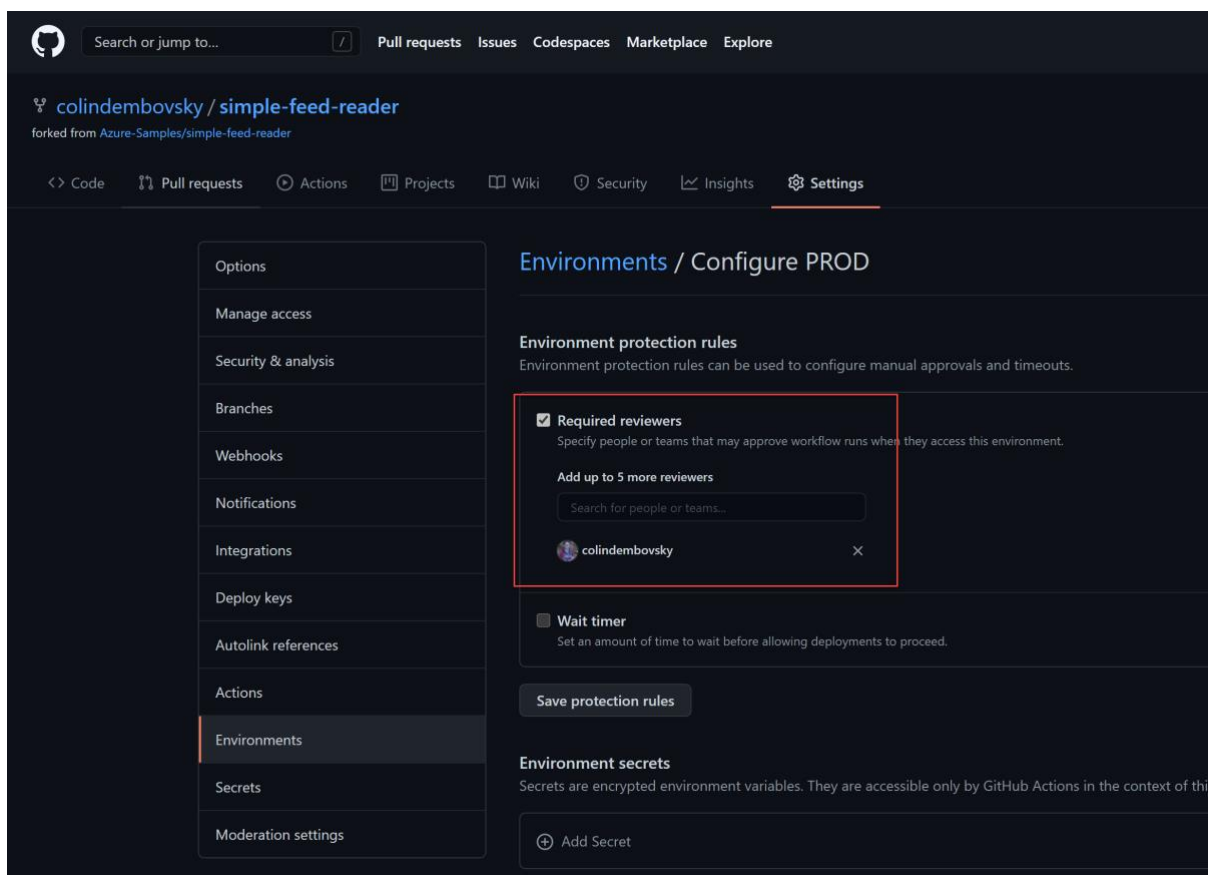 Search or jump to... /
Pull requests Issues Codespaces Marketplace Explore
colindembovsky / simple-feed-reader
forked from Azure-Samples/simple-feed-reader
<> Code Pull requests Actions Projects Wiki Security Insights Settings
Options
Manage access
Security & analysis
Branches
Webhooks
Notifications
Integrations
Deploy keys
Autolink references
Actions
Environments
Secrets
Moderation settings
Environments / Configure PROD
Environment protection rules
Environment protection rules can be used to configure manual approvals and timeouts.
Required reviewers
Specify people or teams that may approve workflow runs when they access this environment.
Add up to 5 more reviewers
Search for people or teams...
colindembovsky
Wait timer
Set an amount of time to wait before allowing deployments to proceed.
Save protection rules
Environment secrets
Secrets are encrypted environment variables. They are accessible only by GitHub Actions in the context of thi
Add Secret